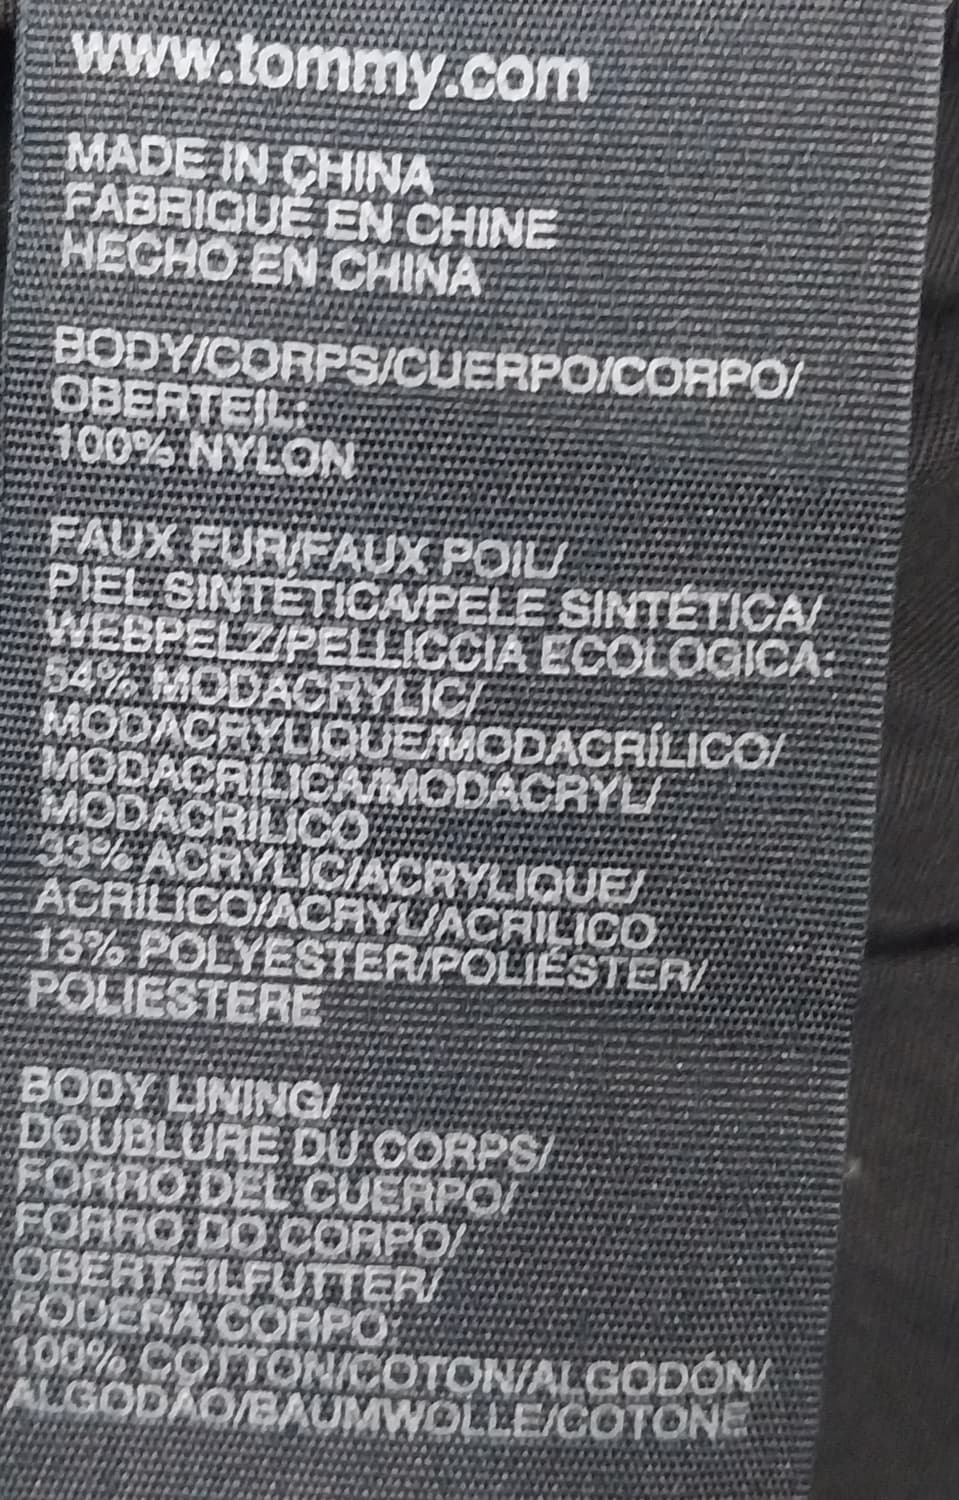 www.tommy.com
MADE IN CHINA
FABRIQUÉ EN CHINE
HECHO EN CHINA
BODY/CORPS/CUERPO/CORPO/
OBERTEIL:
100% NYLON
FAUX FUR/FAUX POIL/
PIEL SINTÉTICA/PELE SINTÉTICA/
WEBPELZ/PELLICCIA ECOLOGICA:
54% MODACRYLIC/
MODACRYLIQUE/MODACRÍLICO/
MODACRÍLICA/MODACRYL/
MODACRILICO
33% ACRYLIC/ACRYLIQUE/
ACRÍLICO/ACRYL/ACRILICO
13% POLYESTER/POLIÉSTER/
POLIESTERE
BODY LINING/
DOUBLURE DU CORPS/
FORRO DEL CUERPO/
FORRO DO CORPO/
OBERTEILFUTTER/
FODERA CORPO:
100% COTTON/COTON/ALGODÓN/
ALGODÃO/BAUMWOLLE/COTONE